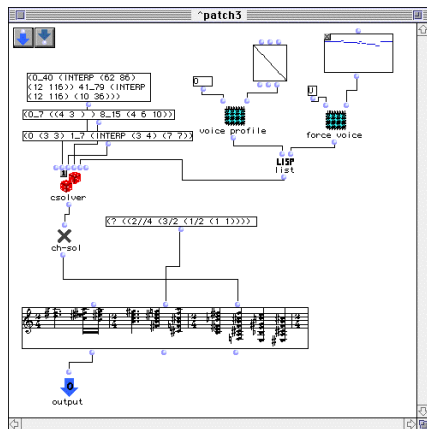 ^patch3
(0_40 (INTERP (62 86)
(12 116)) 41_79 (INTERP
(12 116) (10 36)))
(0_7 ((4 3 ) ) 8_15 (4 6 10))
(0 (3 3) 1_7 (INTERP (3 4) (7 7))
0
U
voice profile
force voice
LISP
list
1
csolver
ch-sol
(? ((2//4 (3/2 (1/2 (1 1))))
0
output